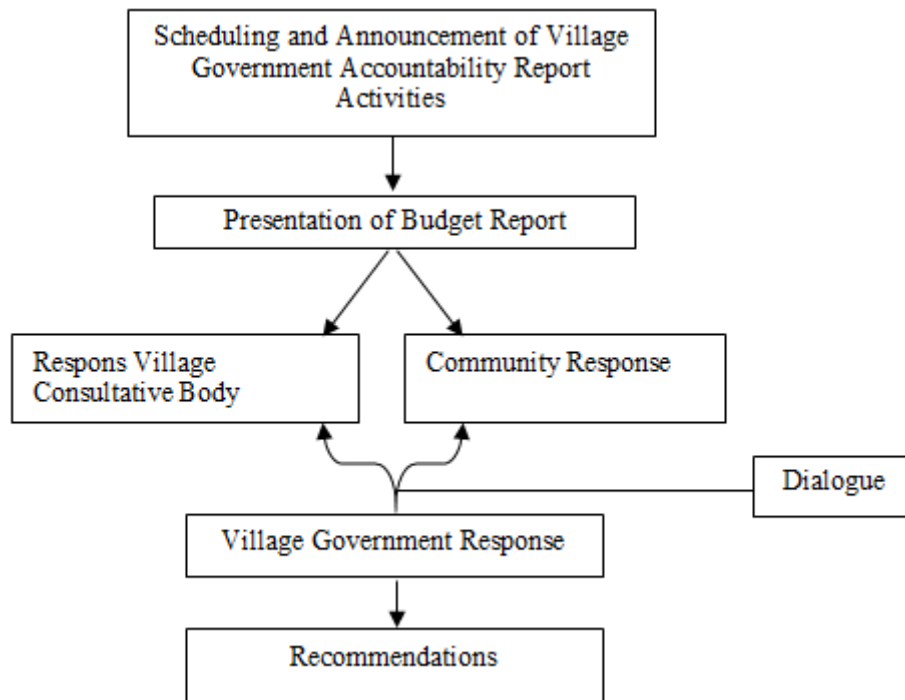 Scheduling and Announcement of Village
Government Accountability Report
Activities
Presentation of Budget Report
Respons Village
Consultative Body
Community Response
Dialogue
Village Government Response
Recommendations